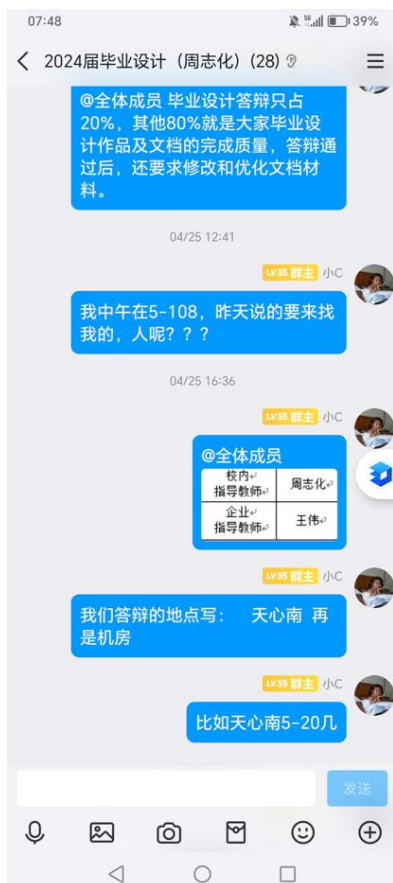 07:48
5G
39%
2024届毕业设计（周志化）(28)
@全体成员 毕业设计答辩只占
20%，其他80%就是大家毕业设
计作品及文档的完成质量，答辩通
过后，还要求修改和优化文档材
料。
04/25 12:41
LV35 群主 小C
我中午在5-108，昨天说的要来找
我的，人呢？？？
04/25 16:36
LV35 群主 小C
@全体成员
校内
指导教师
周志化
企业
指导教师
王伟
LV35 群主 小C
我们答辩的地点写： 天心南 再
是机房
LV35 群主 小C
比如天心南5-20几
发送